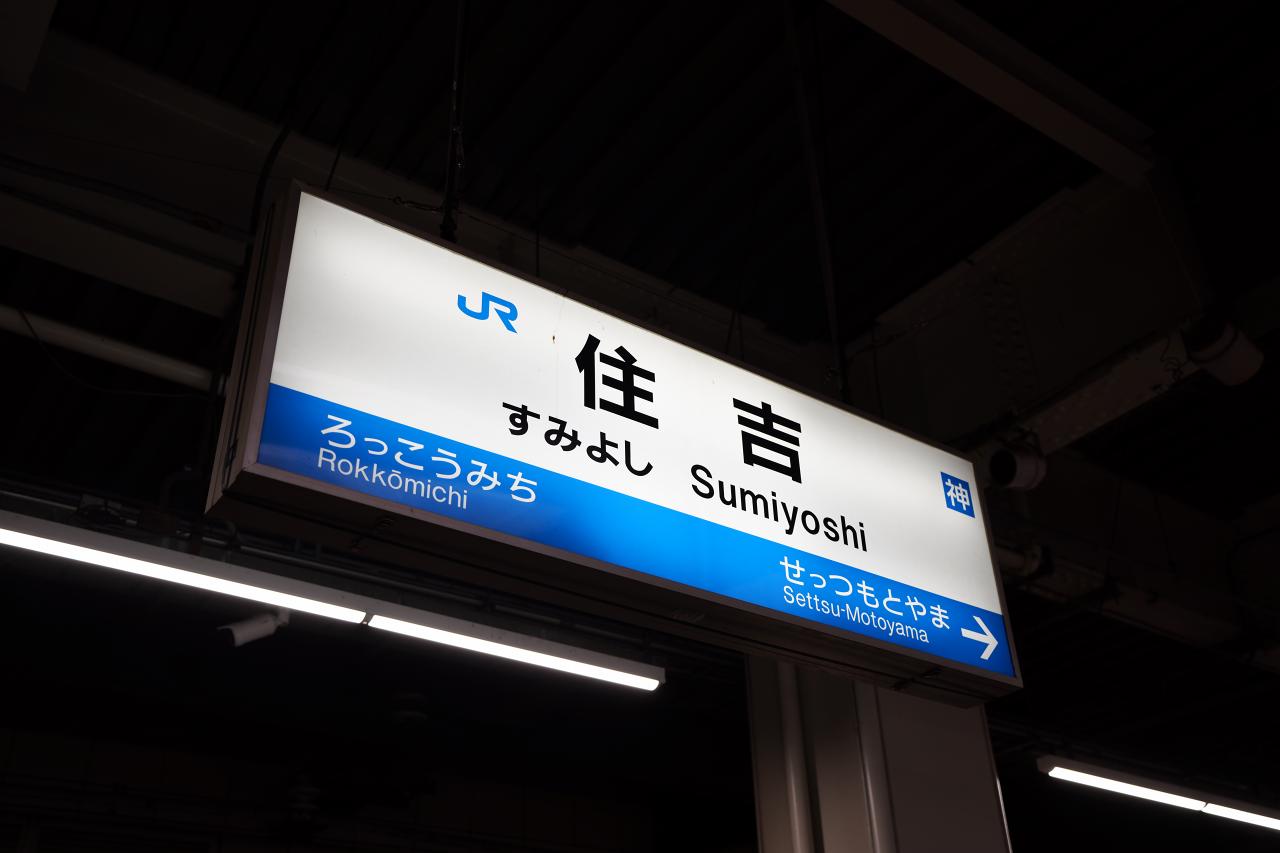 JR
住吉
すみよし Sumiyoshi
神
ろっこうみち
Rokkōmichi
せっつもとやま
Settsu-Motoyama